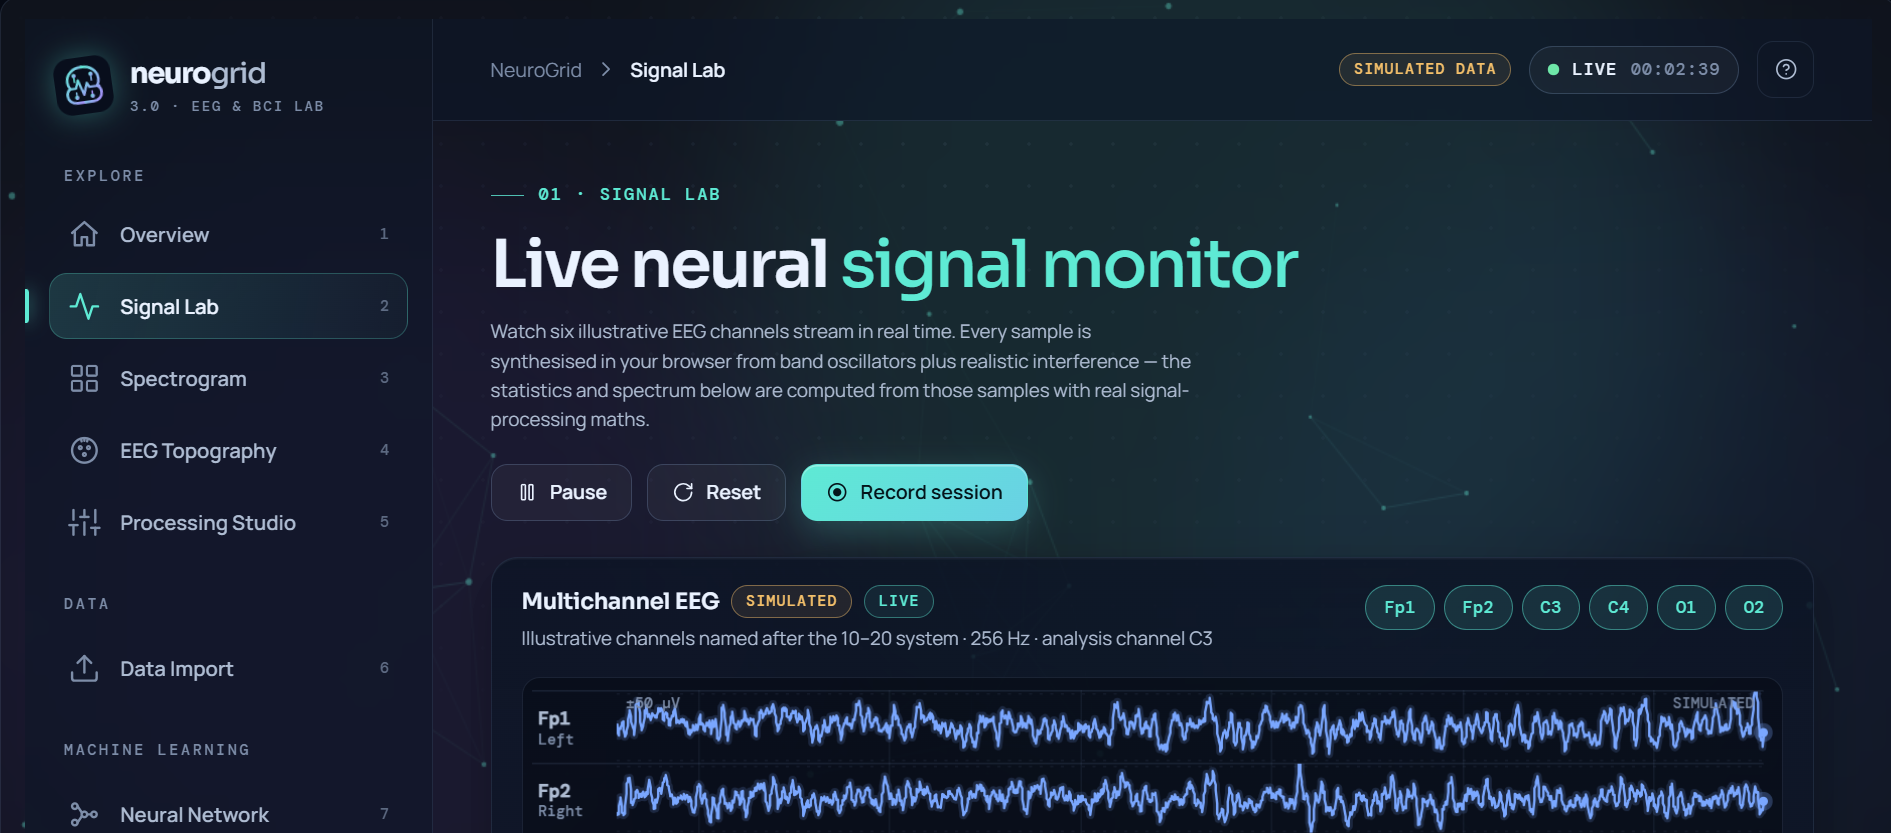 neurogrid
3.0 · EEG & BCI LAB
EXPLORE
Overview 1
Signal Lab 2
Spectrogram 3
EEG Topography 4
Processing Studio 5
DATA
Data Import 6
MACHINE LEARNING
Neural Network 7
NeuroGrid > Signal Lab
SIMULATED DATA
LIVE 00:02:39
01 · SIGNAL LAB
Live neural signal monitor
Watch six illustrative EEG channels stream in real time. Every sample is
synthesised in your browser from band oscillators plus realistic interference — the
statistics and spectrum below are computed from those samples with real signal-
processing maths.
Pause
Reset
Record session
Multichannel EEG SIMULATED LIVE
Fp1 Fp2 C3 C4 O1 O2
Illustrative channels named after the 10–20 system · 256 Hz · analysis channel C3
±50 µV
SIMULATED
Fp1
Left
Fp2
Right